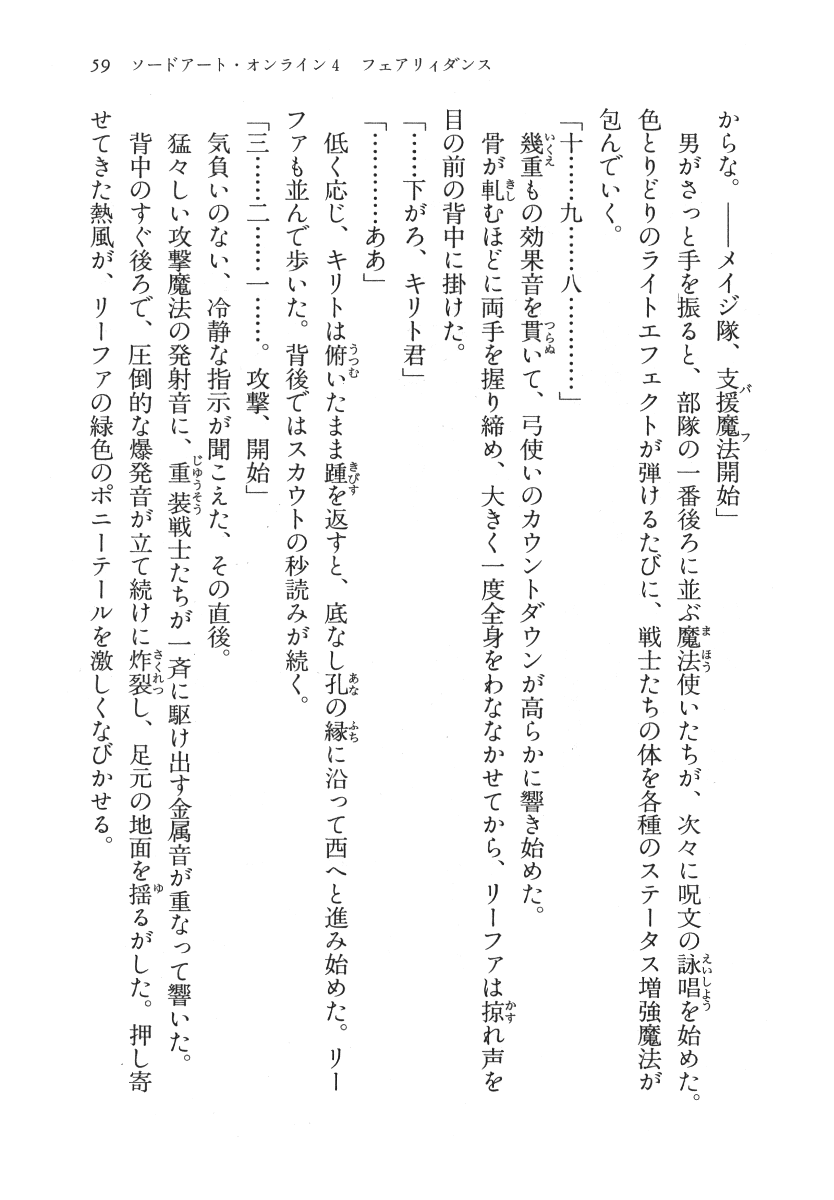 59　ソードアート・オンライン4　フェアリィダンス
からな。――メイジ隊、支援魔法開始」
　男がさっと手を振ると、部隊の一番後ろに並ぶ魔法使いたちが、次々に呪文の詠唱を始めた。
色とりどりのライトエフェクトが弾けるたびに、戦士たちの体を各種のステータス増強魔法が
包んでいく。
「十……九……八…………」
　幾重もの効果音を貫いて、弓使いのカウントダウンが高らかに響き始めた。
　骨が軋むほどに両手を握り締め、大きく一度全身をわななかせてから、リーファは掠れ声を
目の前の背中に掛けた。
「……下がろ、キリト君」
「…………ああ」
　低く応じ、キリトは俯いたまま踵を返すと、底なし孔の縁に沿って西へと進み始めた。リー
ファも並んで歩いた。背後ではスカウトの秒読みが続く。
「三……二……一……。攻撃、開始」
　気負いのない、冷静な指示が聞こえた、その直後。
　猛々しい攻撃魔法の発射音に、重装戦士たちが一斉に駆け出す金属音が重なって響いた。
　背中のすぐ後ろで、圧倒的な爆発音が立て続けに炸裂し、足元の地面を揺るがした。押し寄
せてきた熱風が、リーファの緑色のポニーテールを激しくなびかせる。